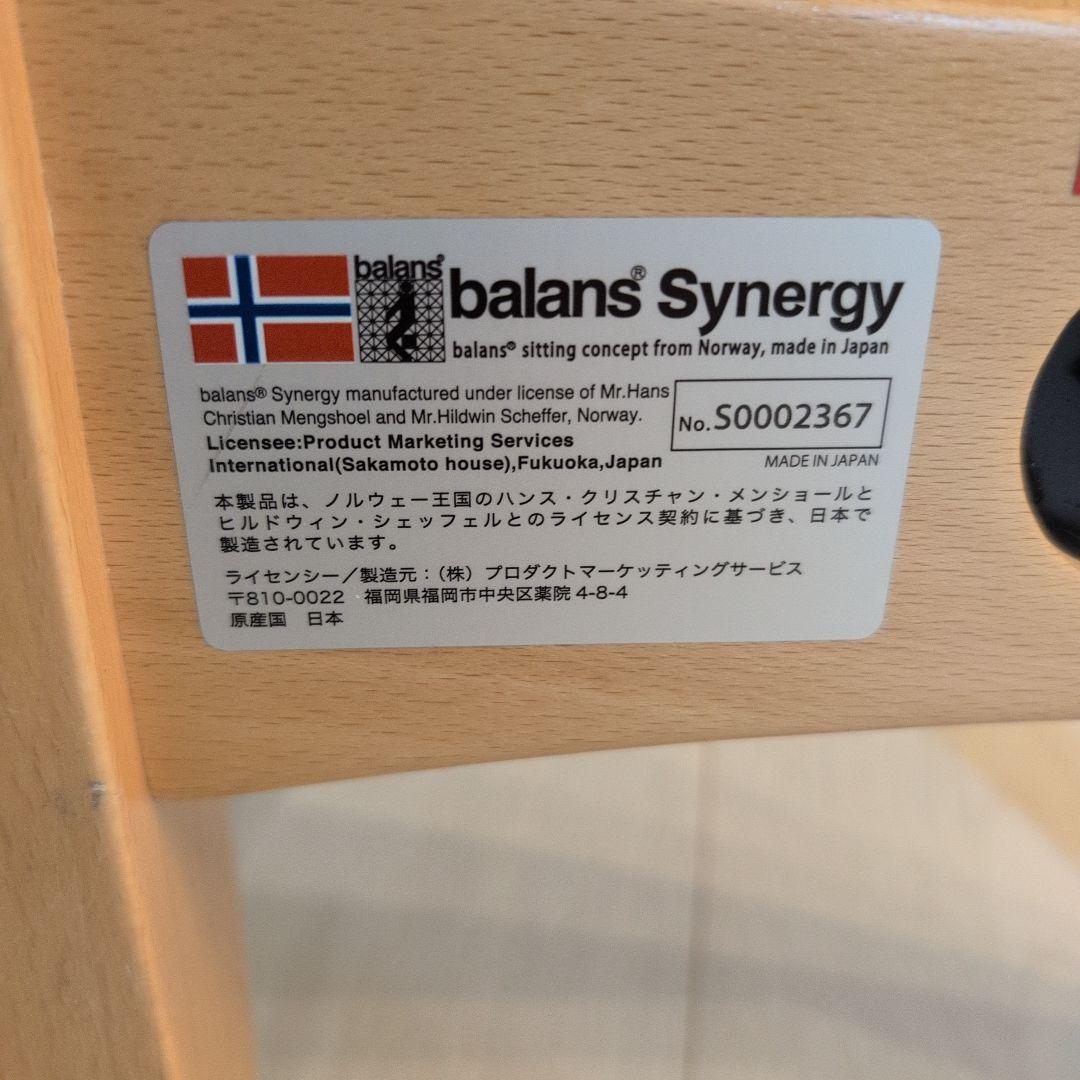 balans®
balans® Synergy
balans® sitting concept from Norway, made in Japan
balans® Synergy manufactured under license of Mr.Hans
Christian Mengshoel and Mr.Hildwin Scheffer, Norway.
Licensee:Product Marketing Services
International(Sakamoto house),Fukuoka,Japan
No.S0002367
MADE IN JAPAN
本製品は、ノルウェー王国のハンス・クリスチャン・メンショールと
ヒルドウィン・シェッフェルとのライセンス契約に基づき、日本で
製造されています。
ライセンシー／製造元：（株）プロダクトマーケッティングサービス
〒810-0022 福岡県福岡市中央区薬院 4-8-4
原産国 日本